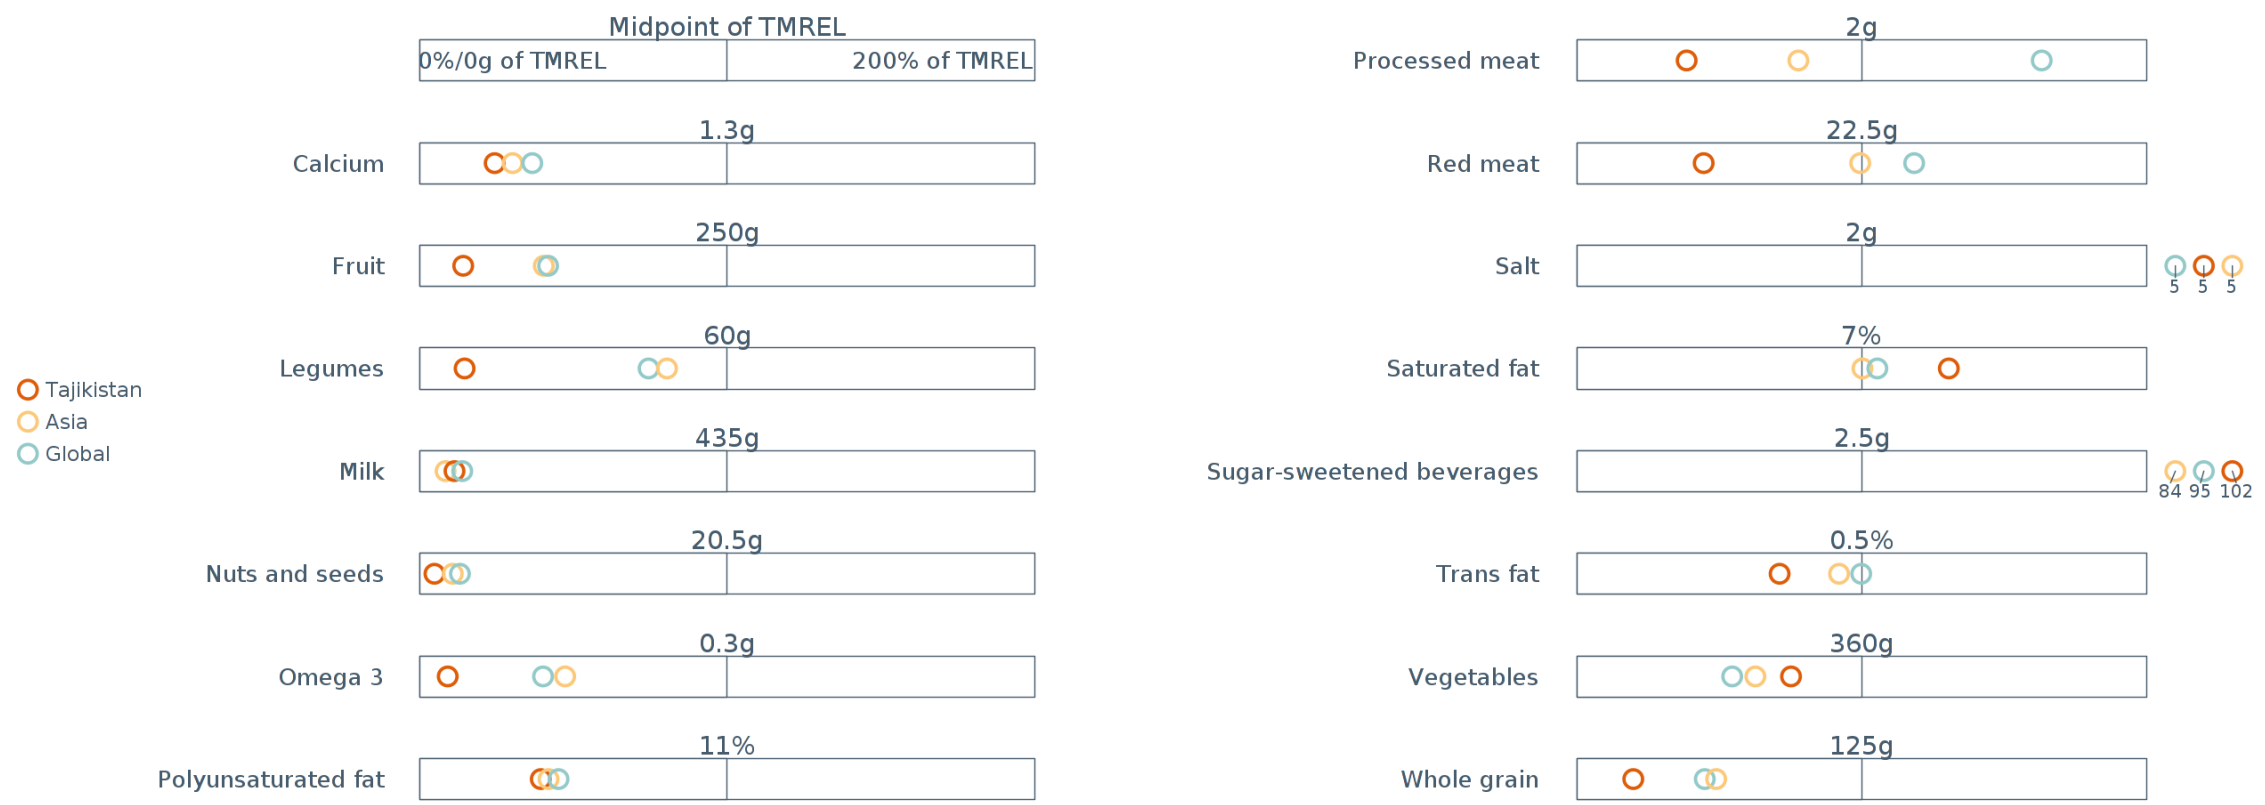 Midpoint of TMREL
0%/0g of TMREL
200% of TMREL
Calcium
1.3g
Fruit
250g
Legumes
60g
Milk
435g
Nuts and seeds
20.5g
Omega 3
0.3g
Polyunsaturated fat
11%
Processed meat
2g
Red meat
22.5g
Salt
2g
5 5 5
Saturated fat
7%
Sugar-sweetened beverages
2.5g
84 95 102
Trans fat
0.5%
Vegetables
360g
Whole grain
125g
Tajikistan
Asia
Global